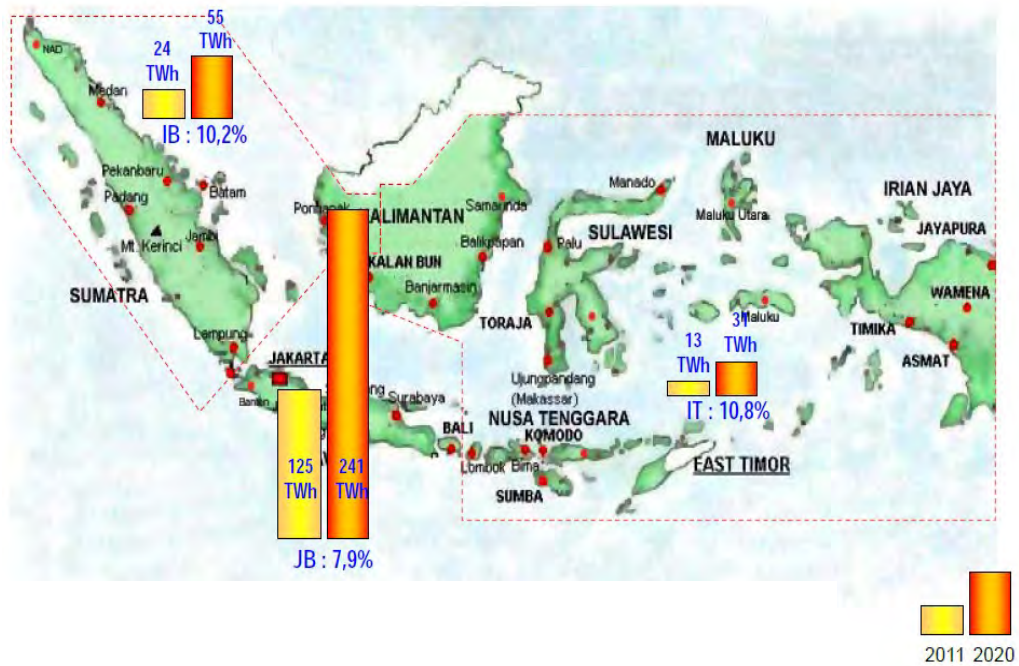 55
TWh
24
TWh
NAD
Medan
IB : 10,2%
MALUKU
Pekanbaru
Batam
Manado
IRIAN JAYA
Padang
Samarinda
Maluku Utara
KALIMANTAN
JAYAPURA
Mt. Kerinci
Jambi
SULAWESI
Palu
Balikpapan
KALAN BUN
WAMENA
SUMATRA
Banjarmasin
Maluku
TORAJA
31
TWh
TIMIKA
13
TWh
Lampung
ASMAT
JAKARTA
Ujungpandang
(Makassar)
Banten
Surabaya
IT : 10,8%
NUSA TENGGARA
BALI
KOMODO
Lombok
Bima
EAST TIMOR
125
TWh
241
TWh
SUMBA
JB : 7,9%
2011 2020